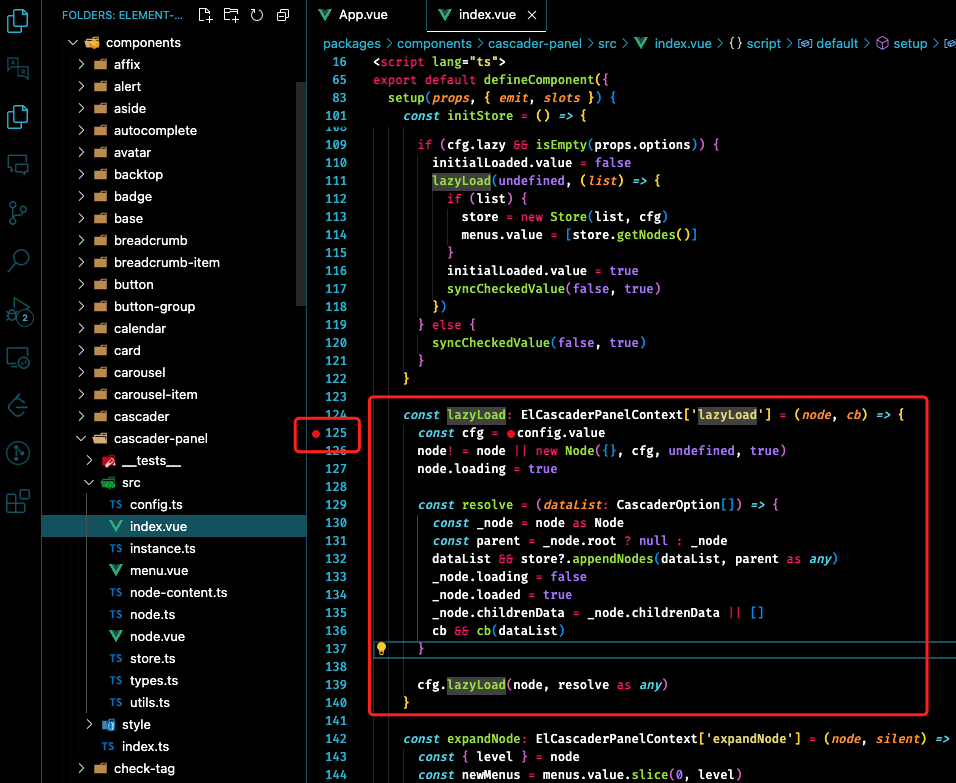 FOLDERS: ELEMENT-...
components
affix
alert
aside
autocomplete
avatar
backtop
badge
base
breadcrumb
breadcrumb-item
button
button-group
calendar
card
carousel
carousel-item
cascader
cascader-panel
__tests__
src
TS config.ts
index.vue
TS instance.ts
menu.vue
TS node-content.ts
TS node.ts
node.vue
TS store.ts
TS types.ts
TS utils.ts
style
TS index.ts
check-tag
2
App.vue
index.vue
packages > components > cascader-panel > src > index.vue > {} script > default > setup >
16 <script lang="ts">
65 export default defineComponent({
83 setup(props, { emit, slots }) {
101 const initStore = () => {
108
109 if (cfg.lazy && isEmpty(props.options)) {
110 initialLoaded.value = false
111 lazyLoad(undefined, (list) => {
112 if (list) {
113 store = new Store(list, cfg)
114 menus.value = [store.getNodes()]
115 }
116 initialLoaded.value = true
117 syncCheckedValue(false, true)
118 })
119 } else {
120 syncCheckedValue(false, true)
121 }
122 }
123
124 const lazyLoad: ElCascaderPanelContext['lazyLoad'] = (node, cb) => {
125 const cfg = config.value
126 node! = node || new Node({}, cfg, undefined, true)
127 node.loading = true
128
129 const resolve = (dataList: CascaderOption[]) => {
130 const _node = node as Node
131 const parent = _node.root ? null : _node
132 dataList && store?.appendNodes(dataList, parent as any)
133 _node.loading = false
134 _node.loaded = true
135 _node.childrenData = _node.childrenData || []
136 cb && cb(dataList)
137 }
138
139 cfg.lazyLoad(node, resolve as any)
140 }
141
142 const expandNode: ElCascaderPanelContext['expandNode'] = (node, silent) =>
143 const { level } = node
144 const newMenus = menus.value.slice(0, level)